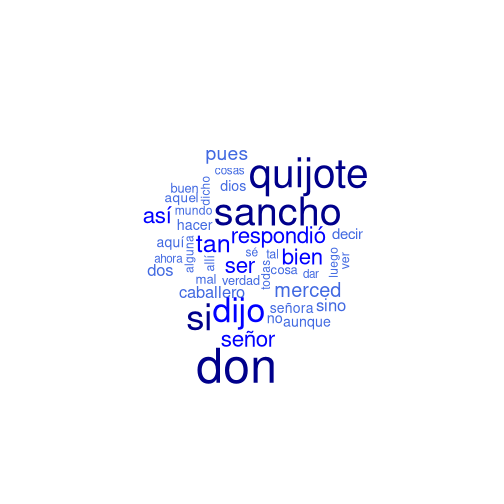 pues
cosas
quijote
buen
dicho
dios
aquel
mundo
así
sancho
hacer
respondió
decir
aquí
alguna
tan
sé
tal
bien
luego
ver
ahora
dos
allí
ser
todas
cosa
dar
mal
verdad
caballero
merced
si
dijo
señora
sino
no
aunque
señor
don